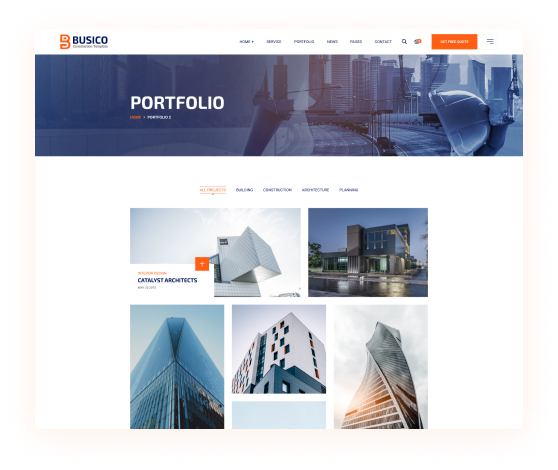 BUSICO
Construction Template
HOME SERVICE PORTFOLIO NEWS PAGES CONTACT GET FREE QUOTE
PORTFOLIO
HOME PORTFOLIO 2
ALL PROJECTS BUILDING CONSTRUCTION ARCHITECTURE PLANNING
INTERIOR DESIGN
CATALYST ARCHITECTS